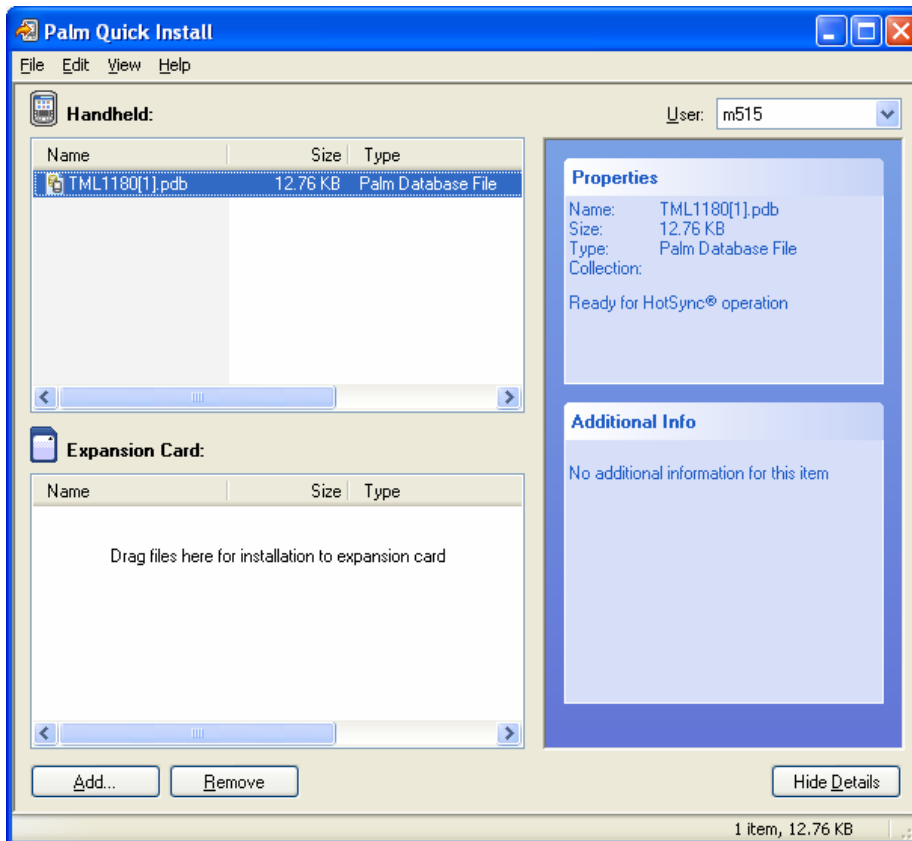 Palm Quick Install
File Edit View Help
Handheld:
User: m515
Name Size Type
TML1180[1].pdb 12.76 KB Palm Database File
Properties
Name: TML1180[1].pdb
Size: 12.76 KB
Type: Palm Database File
Collection:
Ready for HotSync® operation
Expansion Card:
Name Size Type
Drag files here for installation to expansion card
Additional Info
No additional information for this item
Add... Remove
Hide Details
1 item, 12.76 KB